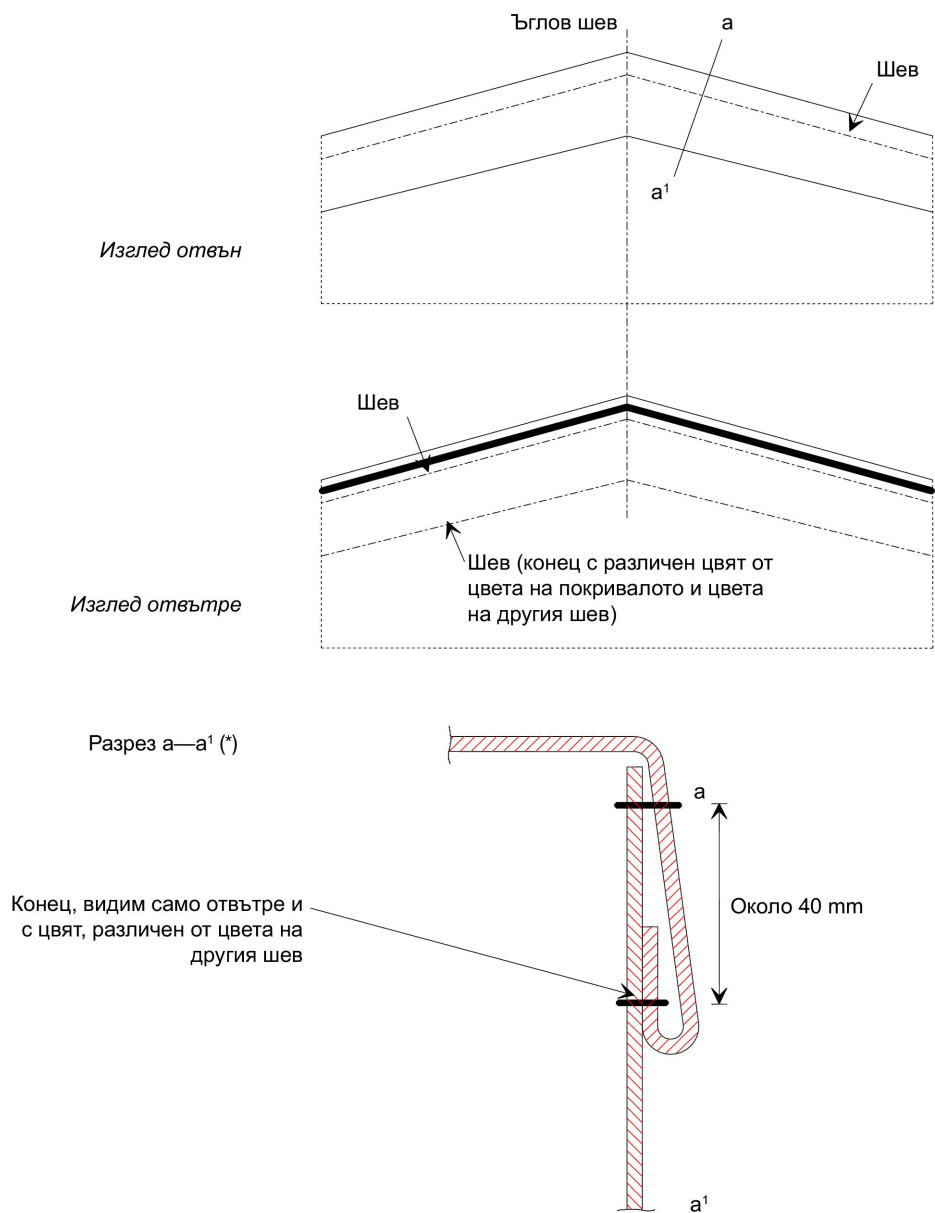 Ъглов шев
a
Шев
a¹
Изглед отвън
Шев
Шев (конец с различен цвят от
цвета на покривалото и цвета
на другия шев)
Изглед отвътре
Разрез a—a¹ (*)
a
Около 40 mm
Конец, видим само отвътре и
с цвят, различен от цвета на
другия шев
a¹